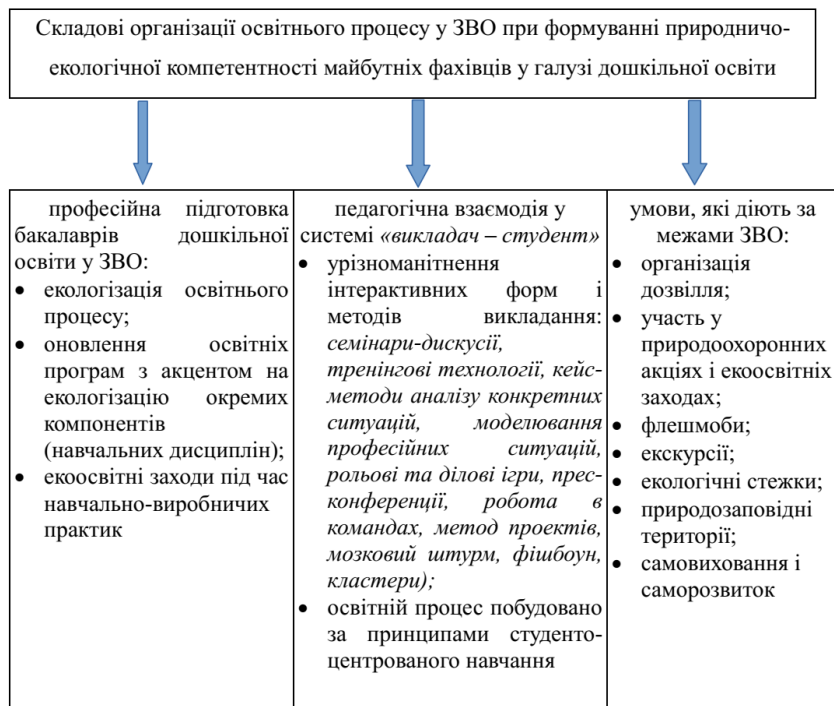 Складові організації освітнього процесу у ЗВО при формуванні природничо-
екологічної компетентності майбутніх фахівців у галузі дошкільної освіти
професійна підготовка
бакалаврів дошкільної
освіти у ЗВО:
• екологізація освітнього
процесу;
• оновлення освітніх
програм з акцентом на
екологізацію окремих
компонентів
(навчальних дисциплін);
• екоосвітні заходи під час
навчально-виробничих
практик
педагогічна взаємодія у
системі «викладач – студент»
• урізноманітнення
інтерактивних форм і
методів викладання:
семінари-дискусії,
тренінгові технології, кейс-
методи аналізу конкретних
ситуацій, моделювання
професійних ситуацій,
рольові та ділові ігри, прес-
конференції, робота в
командах, метод проектів,
мозковий штурм, фішбоун,
кластери);
• освітній процес побудовано
за принципами студенто-
центрованого навчання
умови, які діють за
межами ЗВО:
• організація
дозвілля;
• участь у
природоохоронних
акціях і екоосвітніх
заходах;
• флешмоби;
• екскурсії;
• екологічні стежки;
• природозаповідні
території;
• самовиховання і
саморозвиток